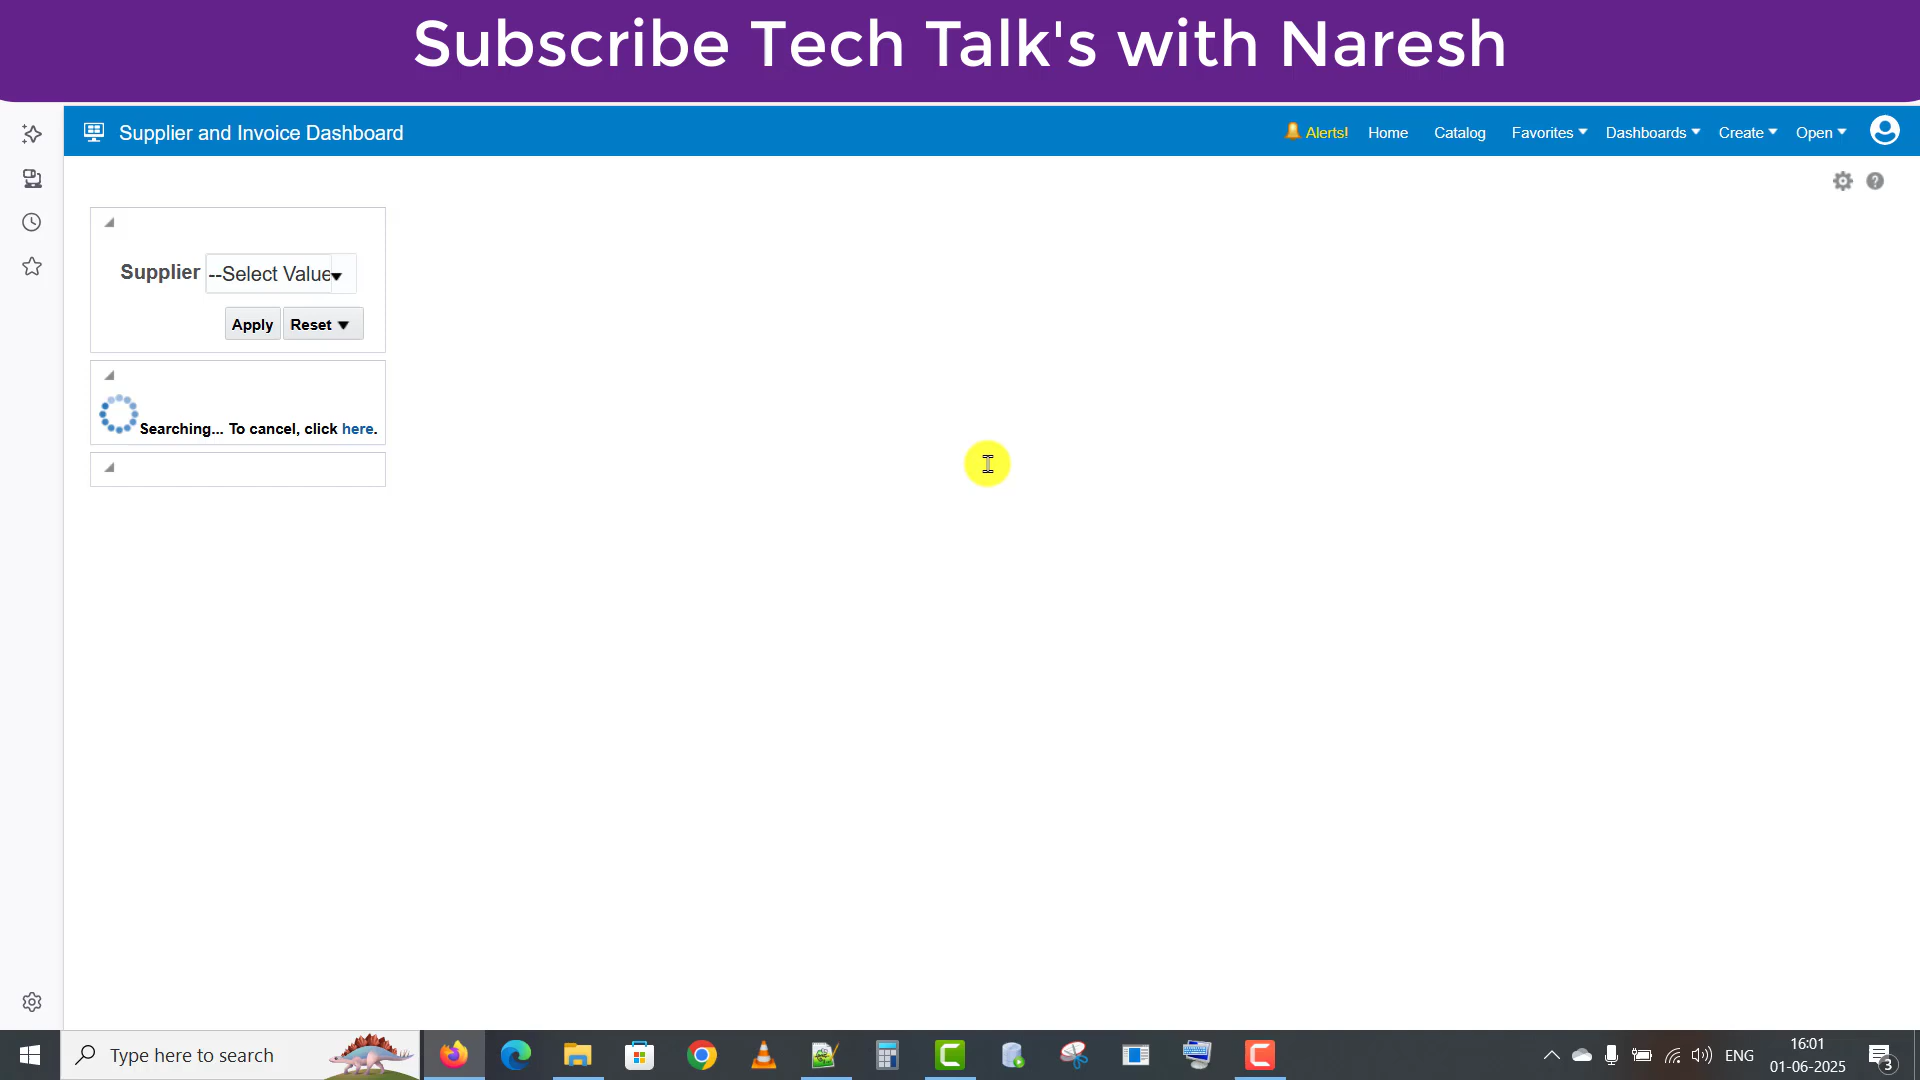 Subscribe Tech Talk's with Naresh
Supplier and Invoice Dashboard
Alerts! Home Catalog Favorites Dashboards Create Open
Supplier --Select Value
Apply Reset
Searching... To cancel, click here.
Type here to search
ENG
16:01
01-06-2025
3